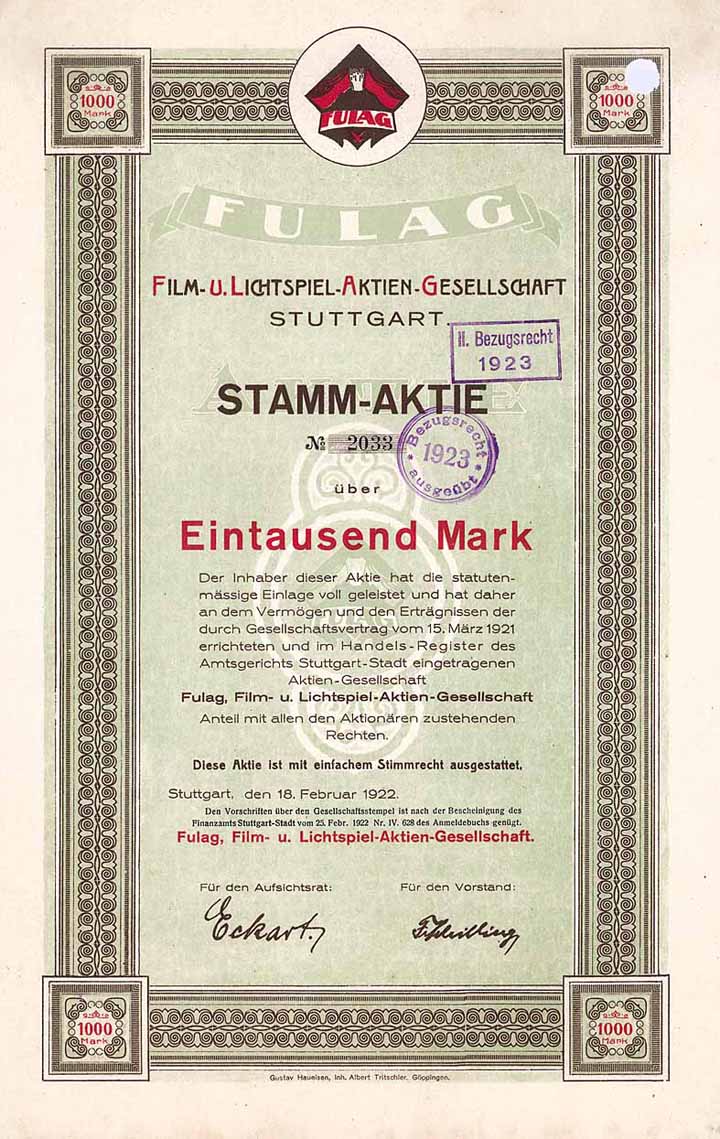 1000
Mark
FULAG
1000
Mark
FULAG
FILM- U. LICHTSPIEL-AKTIEN-GESELLSCHAFT
STUTTGART.
II. Bezugsrecht
1923
STAMM-AKTIE
№ 2033
Bezugsrecht
1923
ausgeübt
über
Eintausend Mark
Der Inhaber dieser Aktie hat die statuten-
mässige Einlage voll geleistet und hat daher
an dem Vermögen und den Erträgnissen der
durch Gesellschaftsvertrag vom 15. März 1921
errichteten und im Handels-Register des
Amtsgerichts Stuttgart-Stadt eingetragenen
Aktien-Gesellschaft
Fulag, Film- u. Lichtspiel-Aktien-Gesellschaft
Anteil mit allen den Aktionären zustehenden
Rechten.
FULAG
Diese Aktie ist mit einfachem Stimmrecht ausgestattet.
Stuttgart, den 18. Februar 1922.
Den Vorschriften über den Gesellschaftsstempel ist nach der Bescheinigung des
Finanzamts Stuttgart-Stadt vom 25. Febr. 1922 Nr. IV. 628 des Anmeldebuchs genügt.
Fulag, Film- u. Lichtspiel-Aktien-Gesellschaft.
Für den Aufsichtsrat:
Für den Vorstand:
Eckart.
1000
Mark
1000
Mark
Gustav Haueisen, Inh. Albert Tritschler, Göppingen.